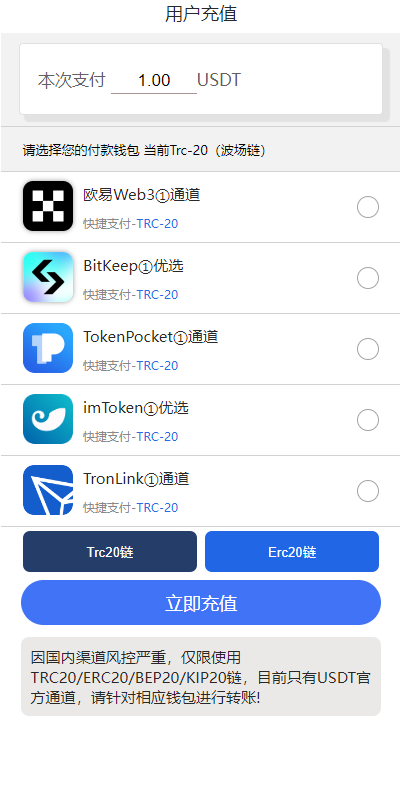 用户充值
本次支付 1.00 USDT
请选择您的付款钱包 当前Trc-20（波场链）
欧易Web3①通道
快捷支付-TRC-20
BitKeep①优选
快捷支付-TRC-20
TokenPocket①通道
快捷支付-TRC-20
imToken①优选
快捷支付-TRC-20
TronLink①通道
快捷支付-TRC-20
Trc20链 Erc20链
立即充值
因国内渠道风控严重，仅限使用
TRC20/ERC20/BEP20/KIP20链，目前只有USDT官
方通道，请针对相应钱包进行转账!